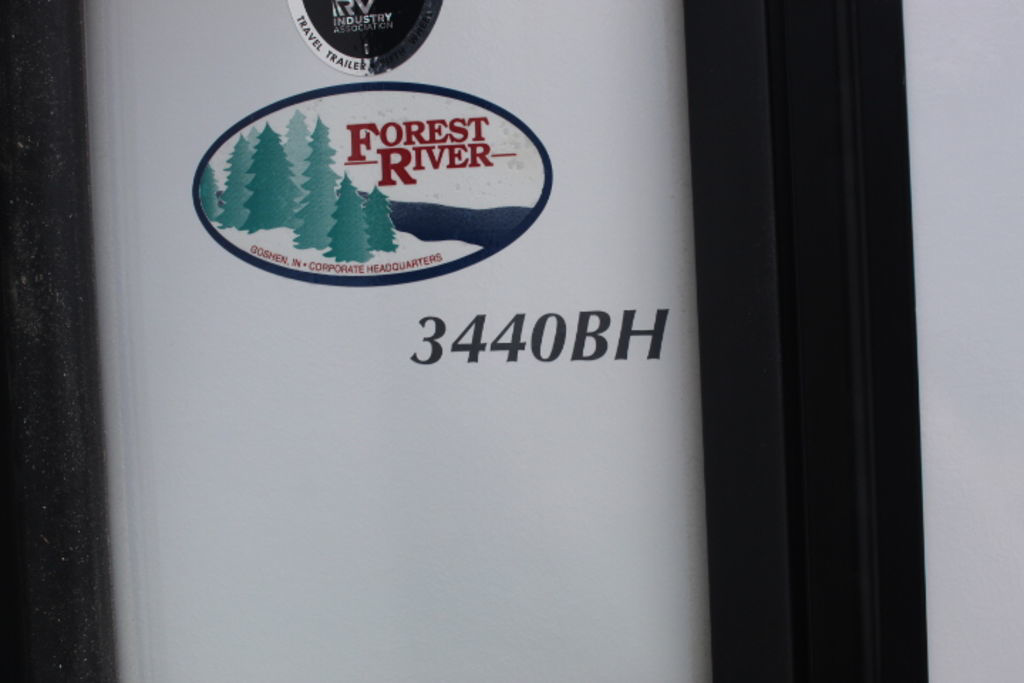 RV
INDUSTRY
ASSOCIATION
TRAVEL TRAILER
FOREST
RIVER
GOSHEN, IN • CORPORATE HEADQUARTERS
3440BH